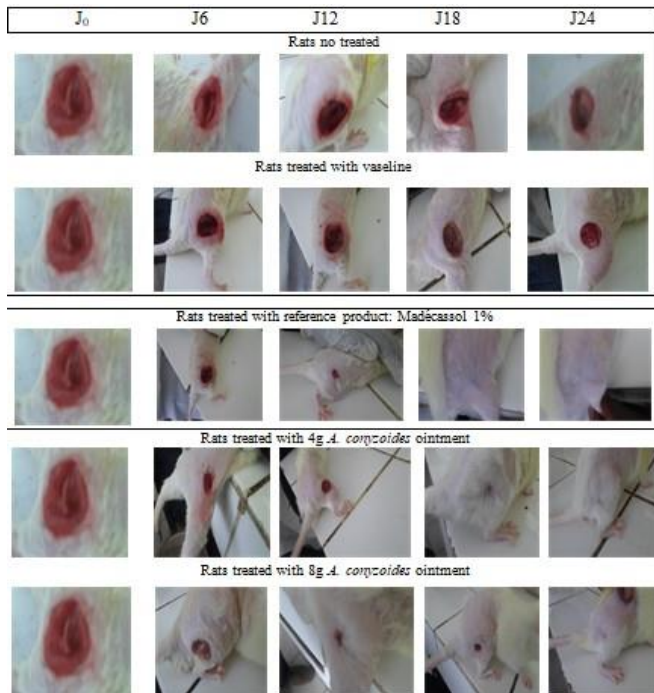 J₀ J6 J12 J18 J24
Rats no treated
Rats treated with vaseline
Rats treated with reference product: Madécassol 1%
Rats treated with 4g A. conyzoides ointment
Rats treated with 8g A. conyzoides ointment